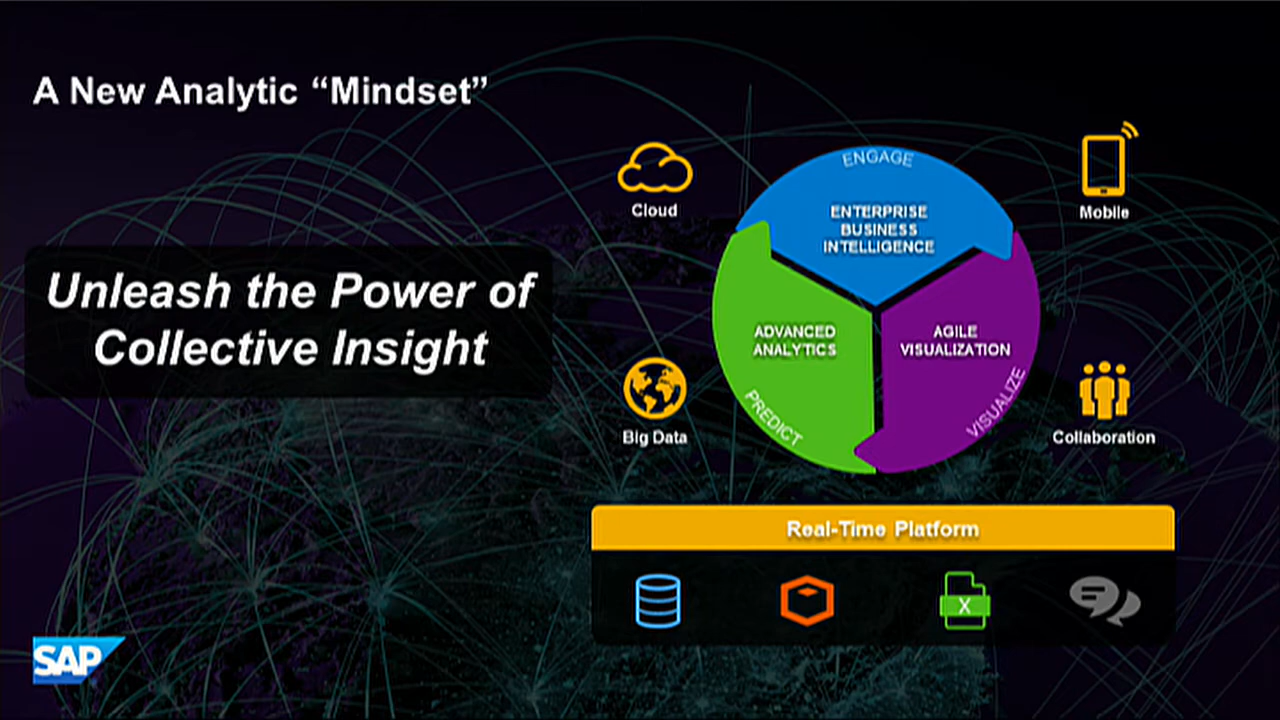 A New Analytic “Mindset”
Unleash the Power of
Collective Insight
Cloud
Big Data
ENGAGE
ENTERPRISE
BUSINESS
INTELLIGENCE
ADVANCED
ANALYTICS
PREDICT
AGILE
VISUALIZATION
VISUALIZE
Mobile
Collaboration
Real-Time Platform
X
SAP